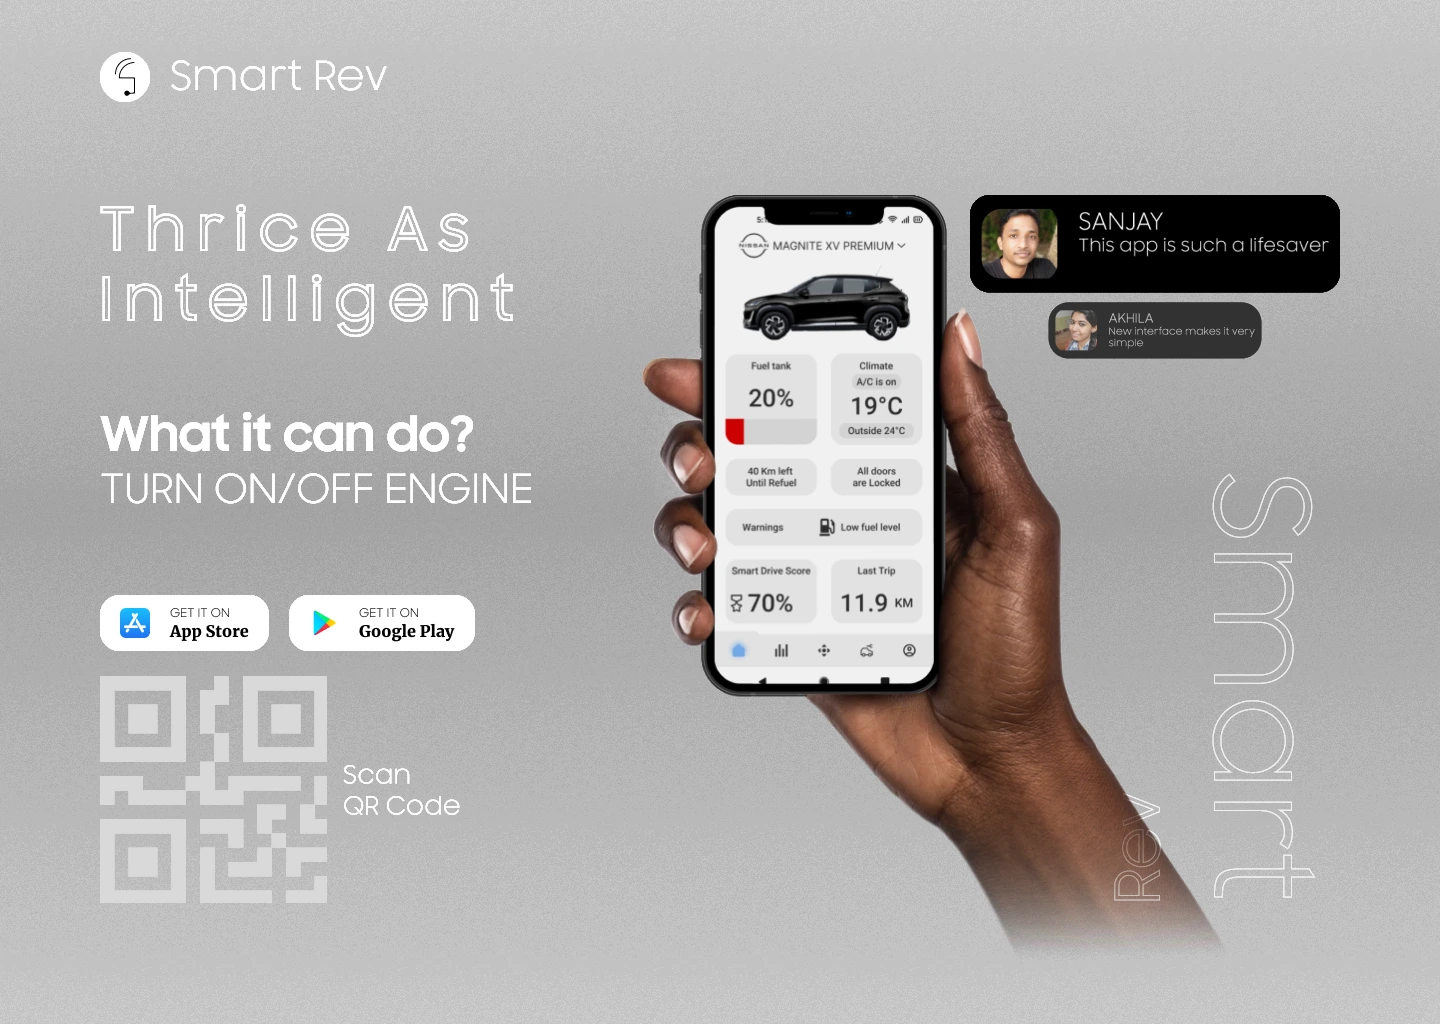 Smart Rev
Thrice As
Intelligent
What it can do?
TURN ON/OFF ENGINE
GET IT ON
App Store
GET IT ON
Google Play
Scan
QR Code
NISSAN
MAGNITE XV PREMIUM
Fuel tank
20%
Climate
A/C is on
19°C
Outside 24°C
40 Km left
Until Refuel
All doors
are Locked
Warnings
Low fuel level
Smart Drive Score
70%
Last Trip
11.9 KM
SANJAY
This app is such a lifesaver
AKHILA
New interface makes it very
simple
Smart
Rev